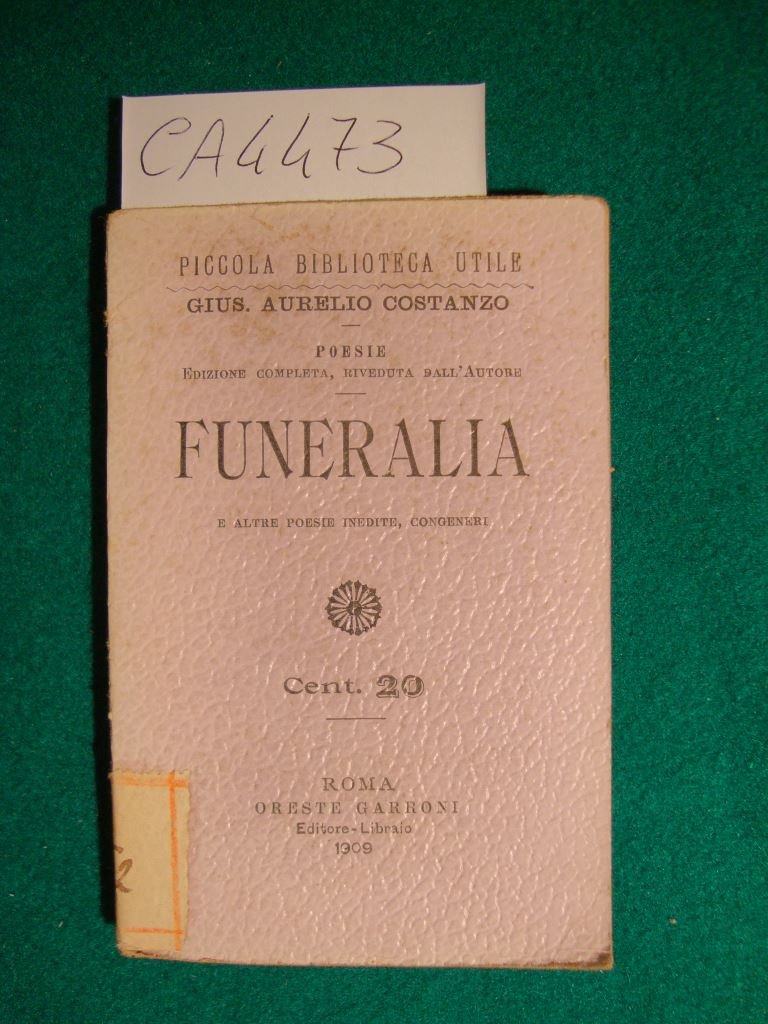 CA4473
PICCOLA BIBLIOTECA UTILE
GIUS. AURELIO COSTANZO
POESIE
EDIZIONE COMPLETA, RIVEDUTA DALL'AUTORE
FUNERALIA
E ALTRE POESIE INEDITE, CONGENERI
Cent. 20
ROMA
ORESTE GARRONI
Editore-Libraio
1909